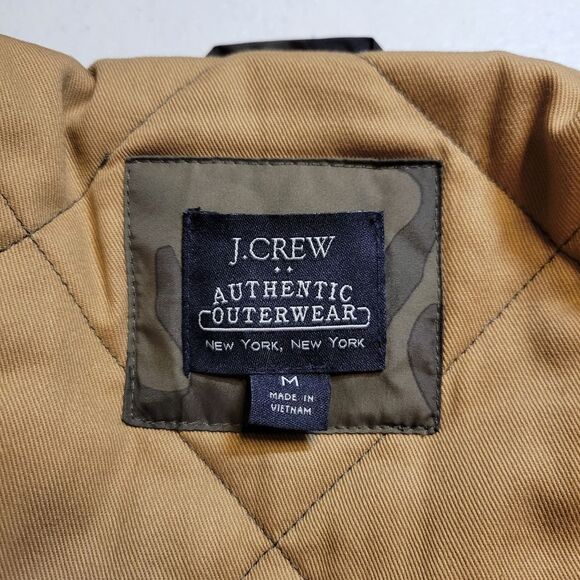 J.CREW
AUTHENTIC
OUTERWEAR
NEW YORK, NEW YORK
M
MADE IN
VIETNAM